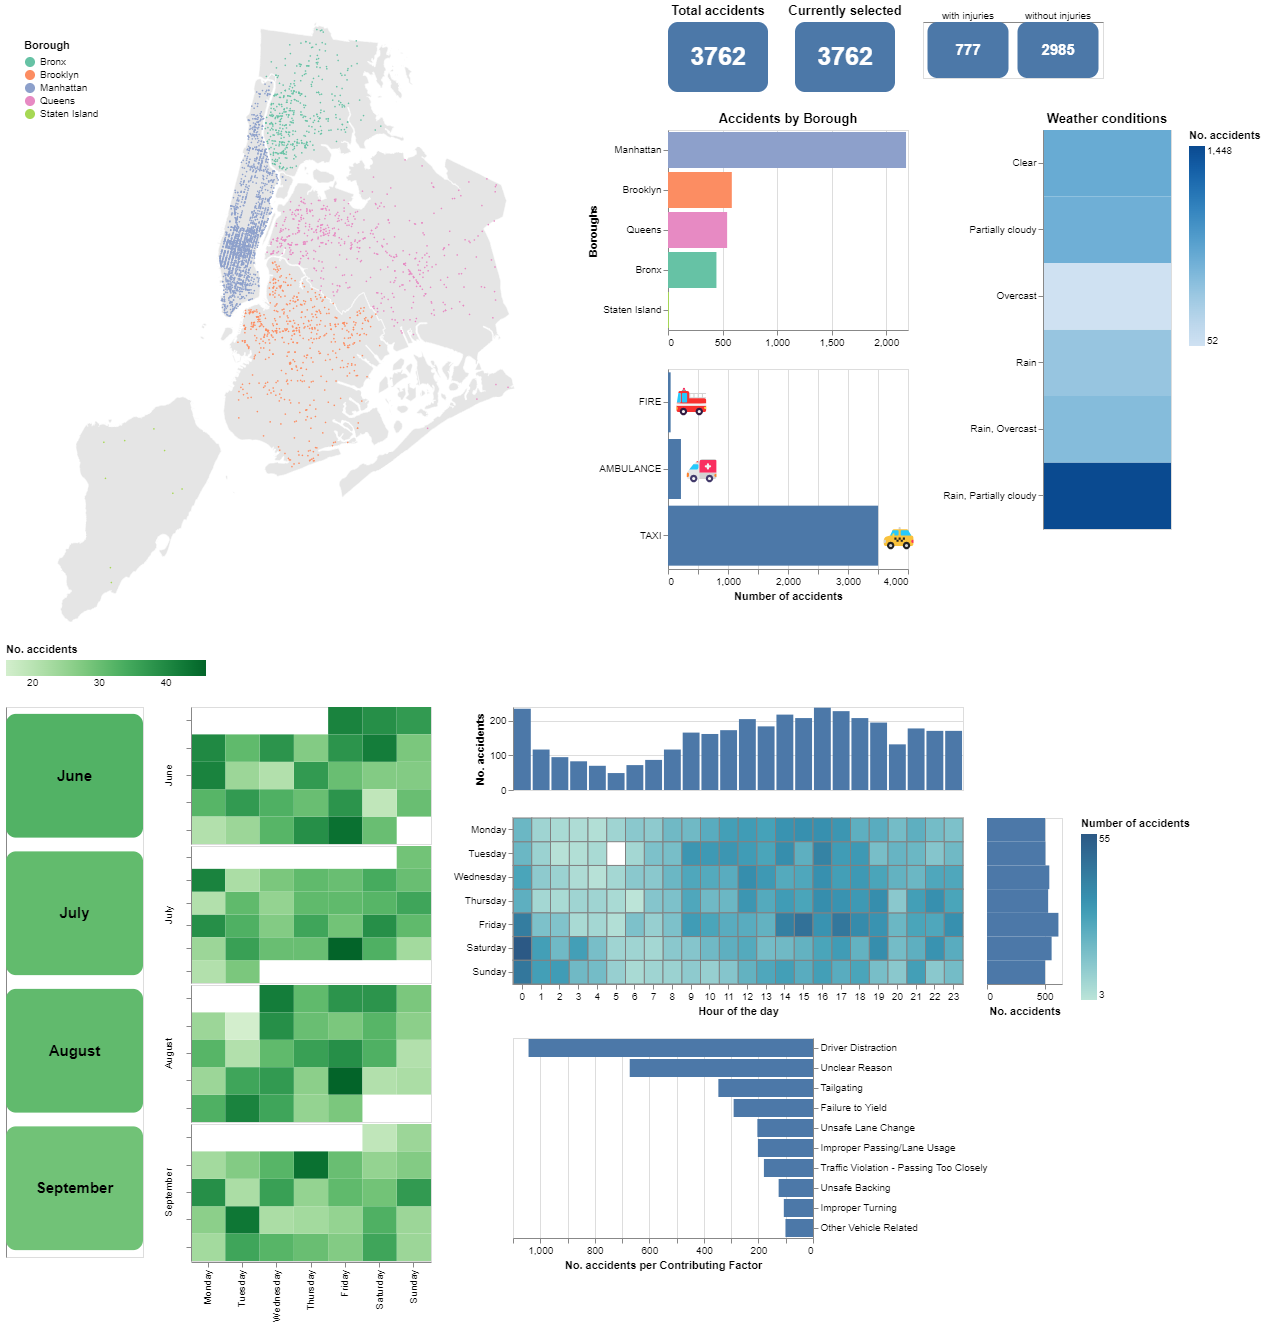 Total accidents
3762
Currently selected
3762
with injuries
777
without injuries
2985
Borough
Bronx
Brooklyn
Manhattan
Queens
Staten Island
Accidents by Borough
Boroughs
Manhattan
Brooklyn
Queens
Bronx
Staten Island
0 500 1,000 1,500 2,000
FIRE
AMBULANCE
TAXI
0 1,000 2,000 3,000 4,000
Number of accidents
Weather conditions
Clear
Partially cloudy
Overcast
Rain
Rain, Overcast
Rain, Partially cloudy
No. accidents
1,448
52
No. accidents
20 30 40
June
July
August
September
June
July
August
September
Monday
Tuesday
Wednesday
Thursday
Friday
Saturday
Sunday
No. accidents
200
100
0
Monday
Tuesday
Wednesday
Thursday
Friday
Saturday
Sunday
0 1 2 3 4 5 6 7 8 9 10 11 12 13 14 15 16 17 18 19 20 21 22 23
Hour of the day
0 500
No. accidents
Number of accidents
55
3
Driver Distraction
Unclear Reason
Tailgating
Failure to Yield
Unsafe Lane Change
Improper Passing/Lane Usage
Traffic Violation - Passing Too Closely
Unsafe Backing
Improper Turning
Other Vehicle Related
1,000 800 600 400 200 0
No. accidents per Contributing Factor